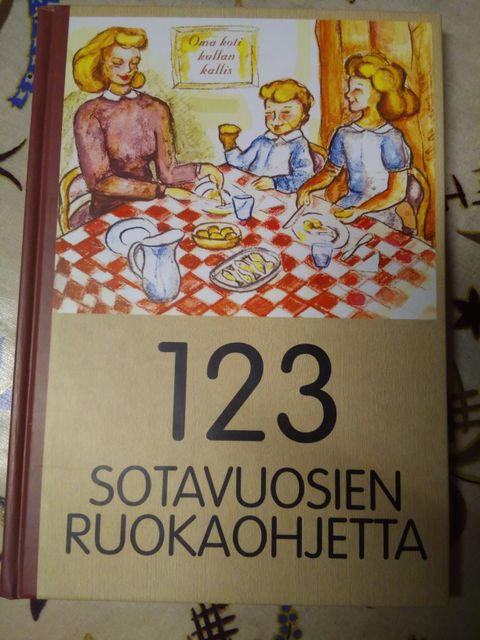 Oma koti
kullan
kallis
123
SOTAVUOSIEN
RUOKAOHJETTA